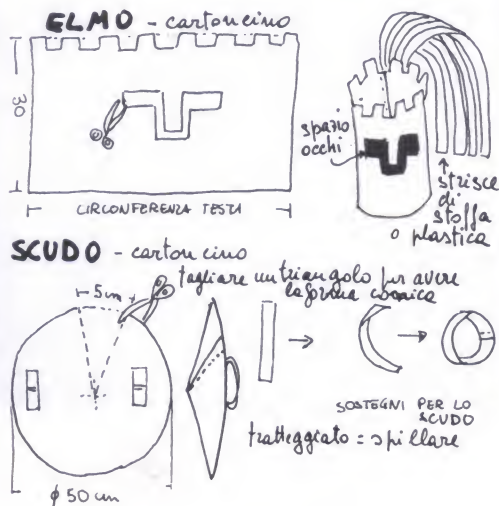 ELMO - cartoncino
30
spazio
occhi
strisce
di
stoffa
o plastica
CIRCONFERENZA TESTA
SCUDO - cartoncino
tagliare un triangolo per avere
la forma conica
5 cm
SOSTEGNI PER LO
SCUDO
tratteggiato = spillare
ϕ 50 cm